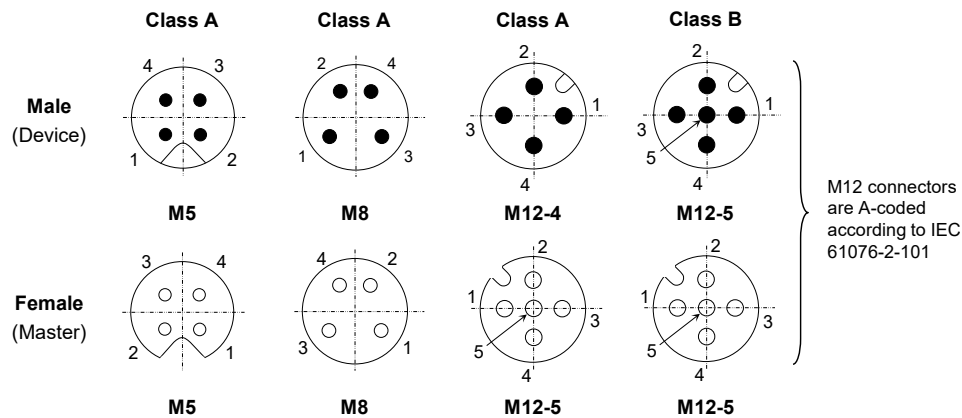 Class A Class A Class A Class B
4 3 2 4 2 2
Male
(Device)
1 1
3 3
1 2 1 3 5
4 4
M5 M8 M12-4 M12-5
M12 connectors
are A-coded
according to IEC
61076-2-101
3 4 4 2 2 2
Female
(Master)
1 3 1 3
2 1 3 1 5 5
4 4
M5 M8 M12-5 M12-5